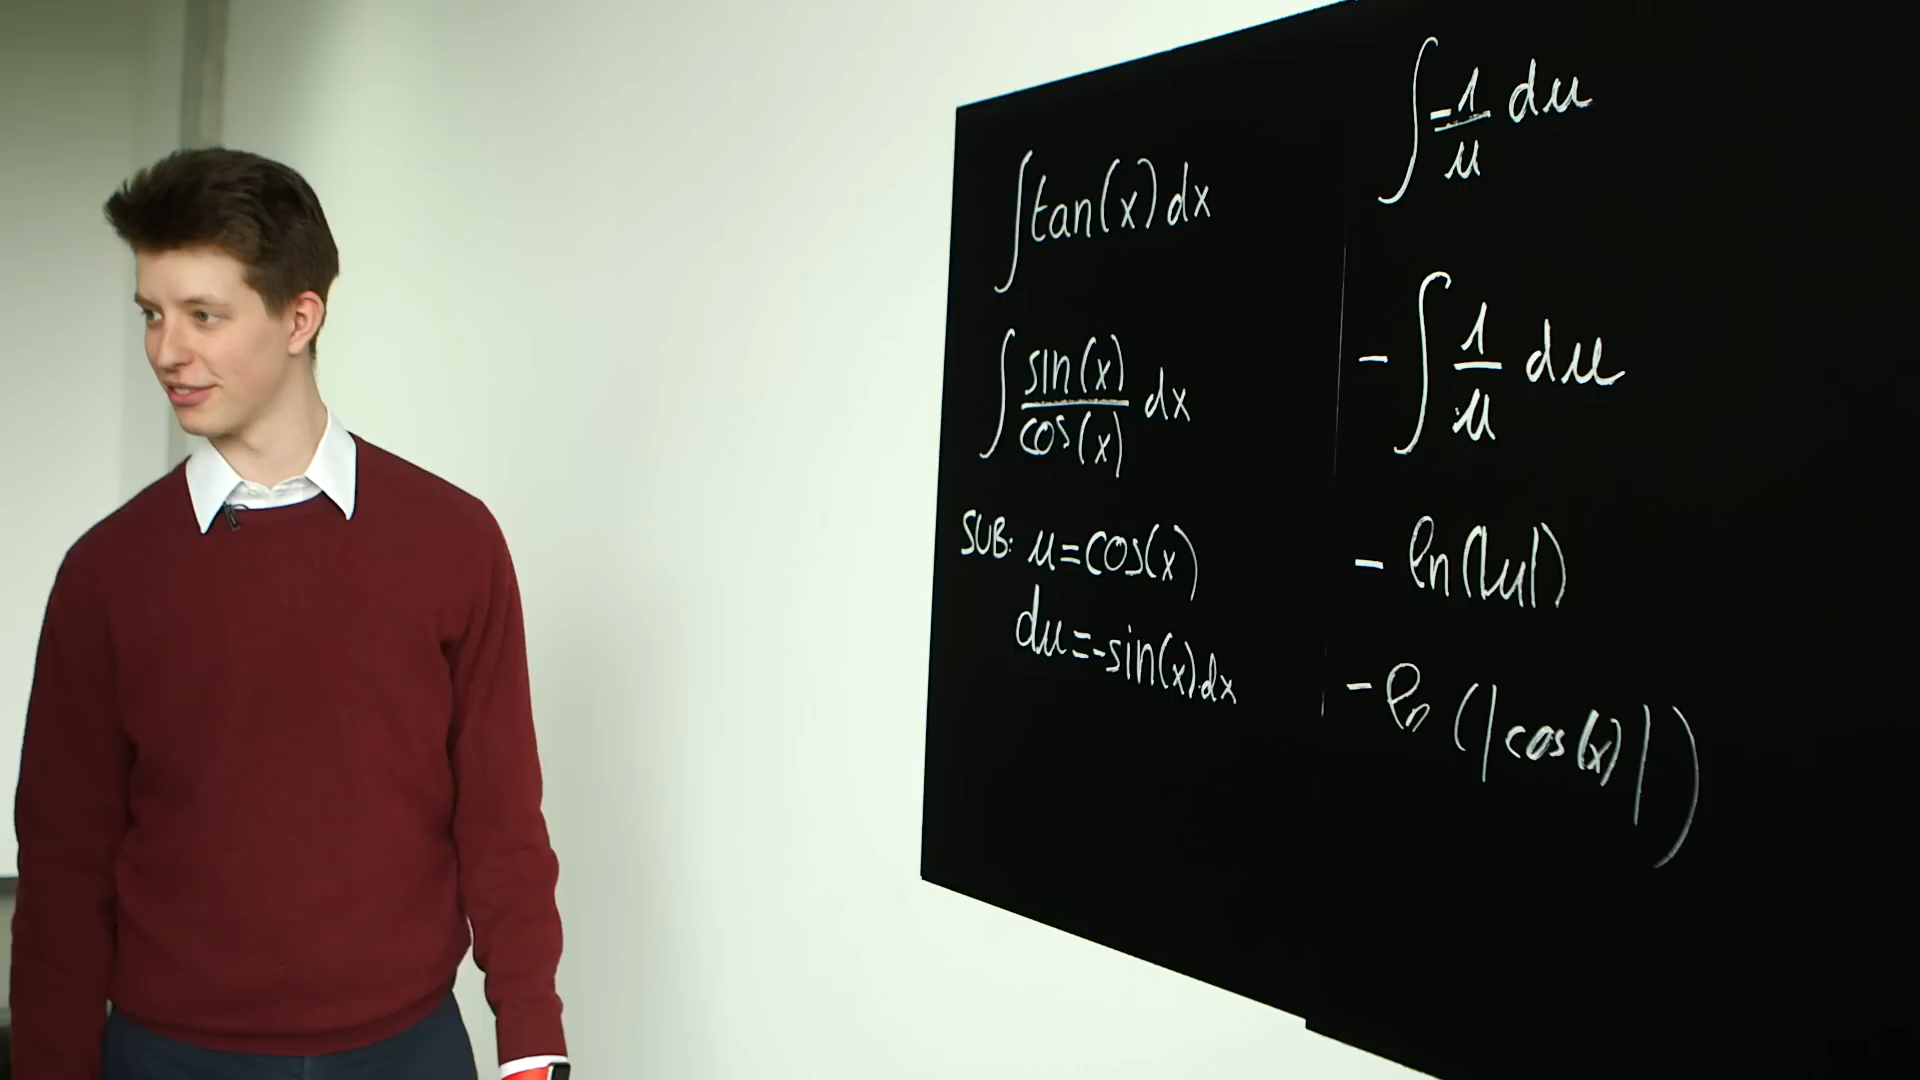 ∫tan(x)dx
∫sin(x)/cos(x) dx
SUB: u=cos(x)
du=-sin(x)dx
∫-1/u du
-∫1/u du
-ln(|u|)
-ln(|cos(x)|)